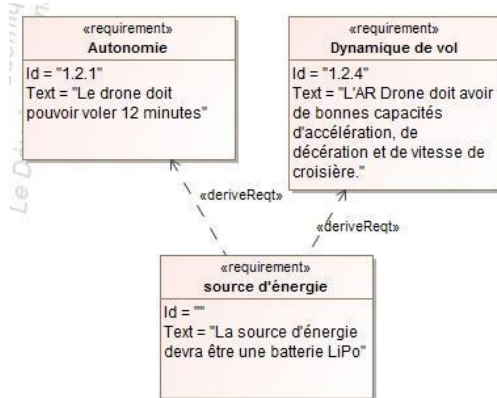 «requirement»
Autonomie
Id = "1.2.1"
Text = "Le drone doit
pouvoir voler 12 minutes"
«requirement»
Dynamique de vol
Id = "1.2.4"
Text = "L'AR Drone doit avoir
de bonnes capacités
d'accélération, de
décération et de vitesse de
croisière."
«deriveReqt»
«deriveReqt»
«requirement»
source d'énergie
Id = ""
Text = "La source d'énergie
devra être une batterie LiPo"
Le